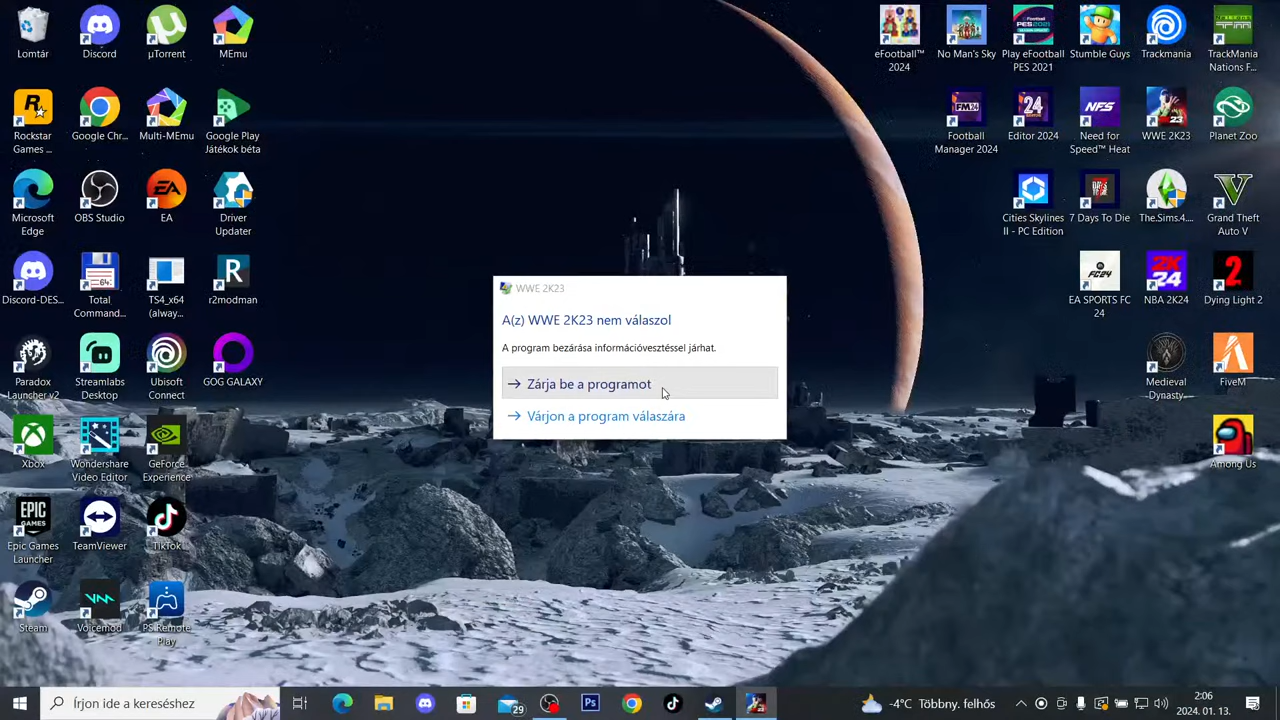 Lomtár
Discord
µTorrent
MEmu
eFootball™
2024
No Man's Sky
Play eFootball
PES 2021
Stumble Guys
Trackmania
TrackMania
Nations F...
Rockstar
Games ...
Google Chr...
Multi-MEmu
Google Play
Játékok béta
Football
Manager 2024
Editor 2024
Need for
Speed™ Heat
WWE 2K23
Planet Zoo
Microsoft
Edge
OBS Studio
EA
Driver
Updater
Cities Skylines
II - PC Edition
7 Days To Die
The.Sims.4....
Grand Theft
Auto V
Discord-DES...
Total
Command...
TS4_x64
(alway...
r2modman
EA SPORTS FC
24
NBA 2K24
Dying Light 2
WWE 2K23
A(z) WWE 2K23 nem válaszol
A program bezárása információvesztéssel járhat.
Zárja be a programot
Várjon a program válaszára
Paradox
Launcher v2
Streamlabs
Desktop
Ubisoft
Connect
GOG GALAXY
Medieval
Dynasty
FiveM
Xbox
Wondershare
Video Editor
GeForce
Experience
Among Us
Epic Games
Launcher
TeamViewer
TikTok
Steam
Voicemod
PS Remote
Play
Írjon ide a kereséshez
29
-4°C Többny. felhős
2:06
2024. 01. 13.